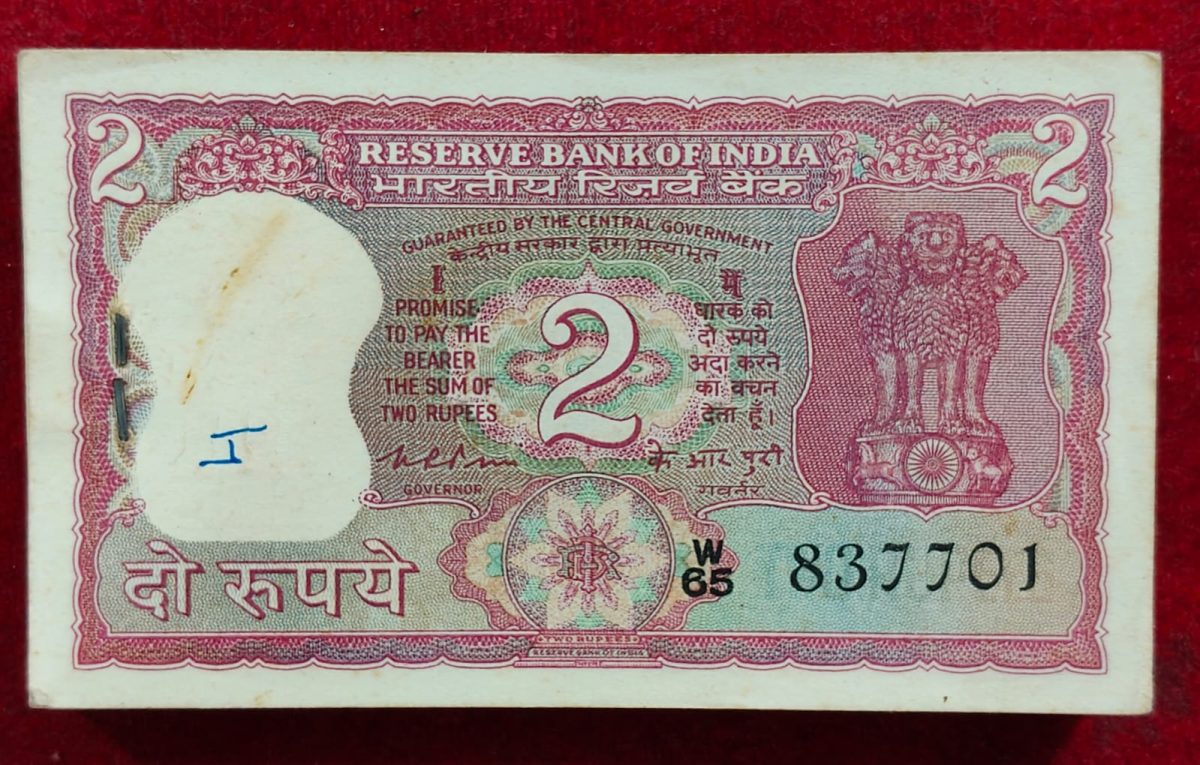 2
2
RESERVE BANK OF INDIA
भारतीय रिज़र्व बैंक
GUARANTEED BY THE CENTRAL GOVERNMENT
केन्द्रीय सरकार द्वारा प्रत्याभूत
I
PROMISE
TO PAY THE
BEARER
THE SUM OF
TWO RUPEES
2
मैं
धारक को
दो रुपये
अदा करने
का वचन
देता हूँ।
के आर पुरी
GOVERNOR
गवर्नर
दो रुपये
W
65
837701
TWO RUPEES
RESERVE BANK OF INDIA